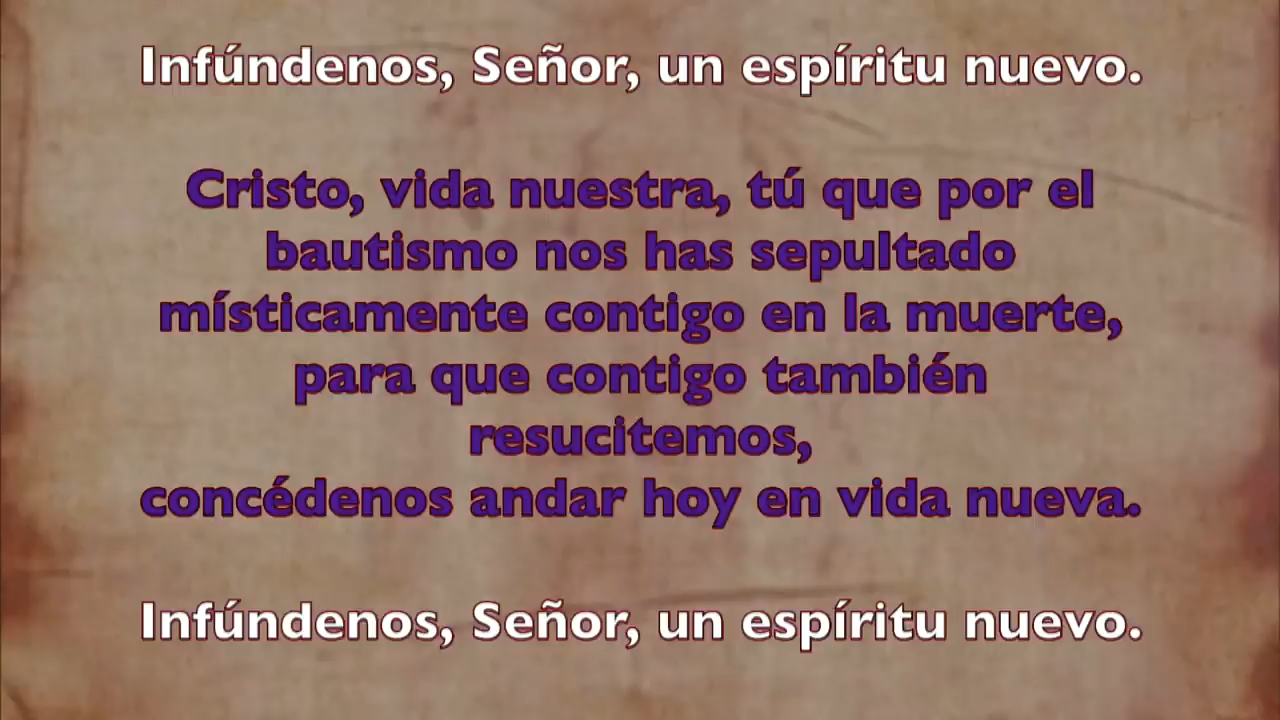 Infúndenos, Señor, un espíritu nuevo.
Cristo, vida nuestra, tú que por el
bautismo nos has sepultado
místicamente contigo en la muerte,
para que contigo también
resucitemos,
concédenos andar hoy en vida nueva.
Infúndenos, Señor, un espíritu nuevo.